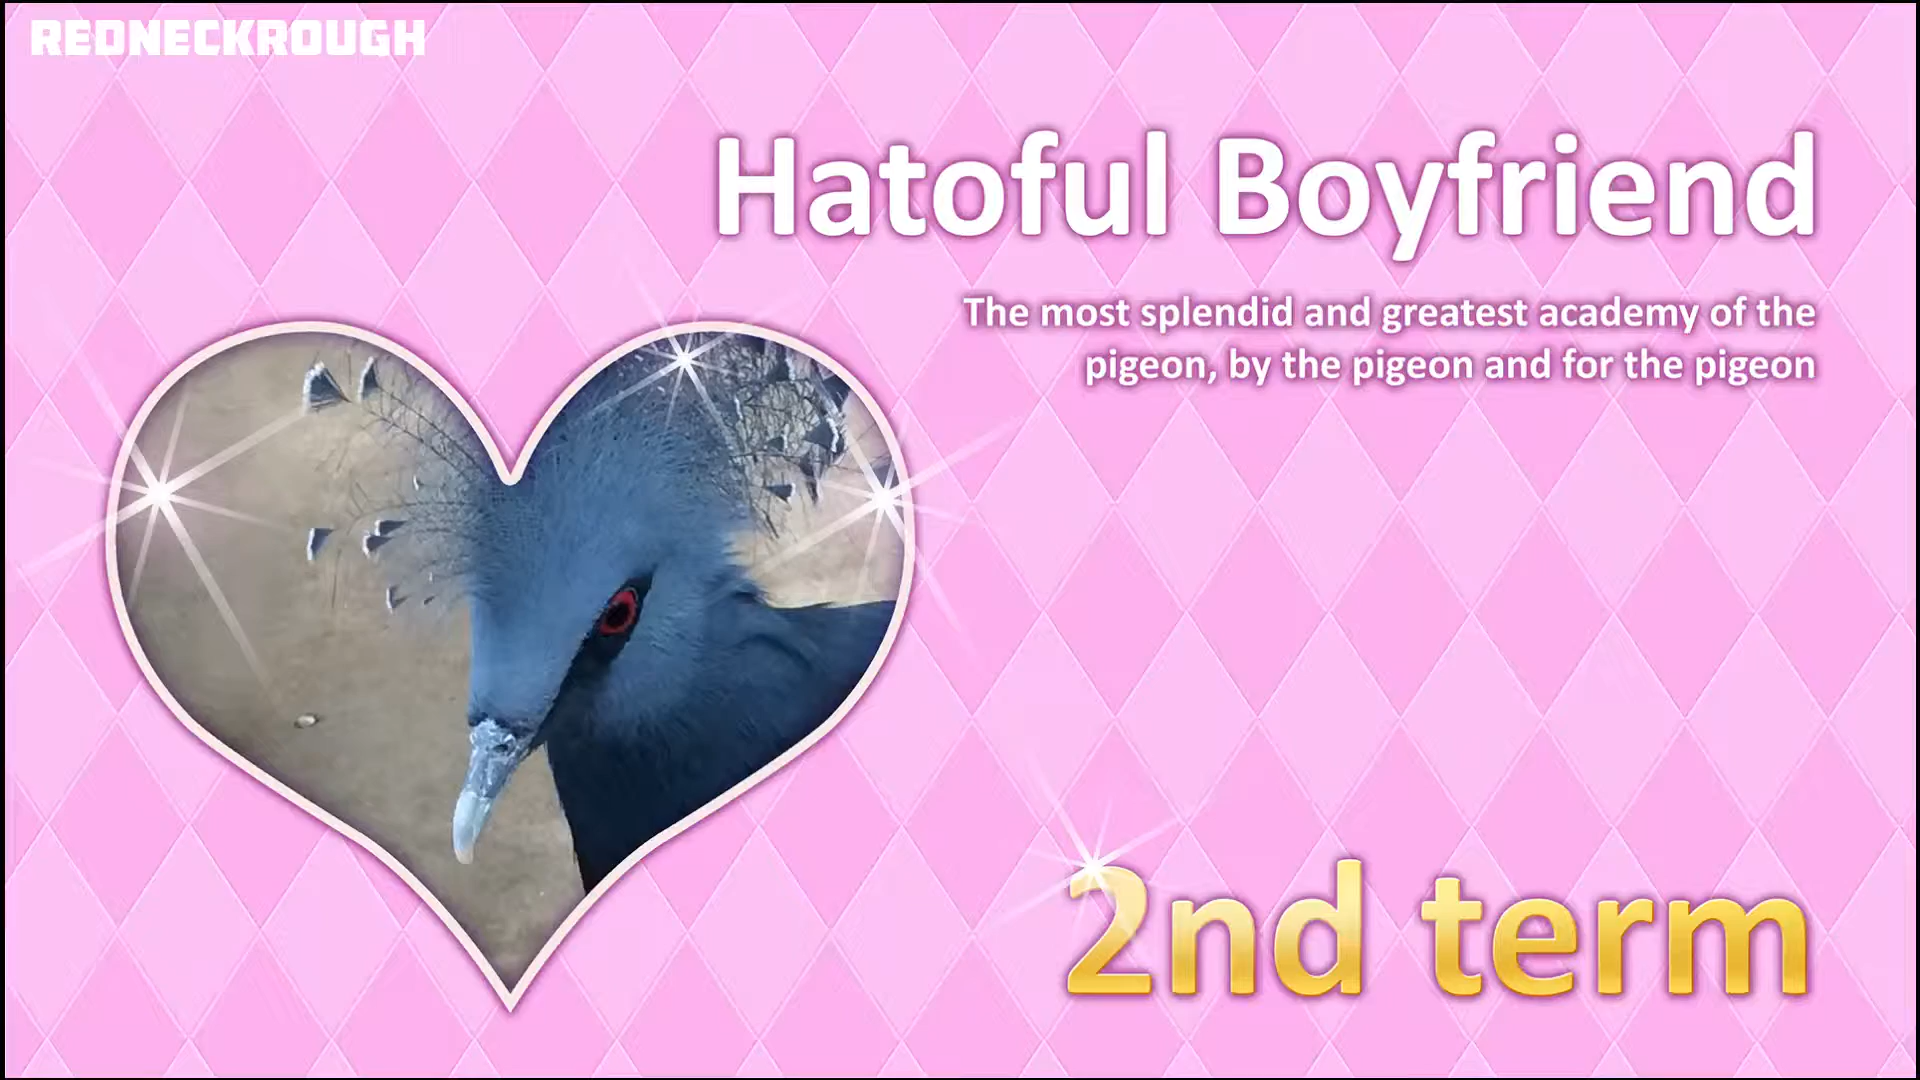 REDNECKROUGH
Hatoful Boyfriend
The most splendid and greatest academy of the
pigeon, by the pigeon and for the pigeon
2nd term